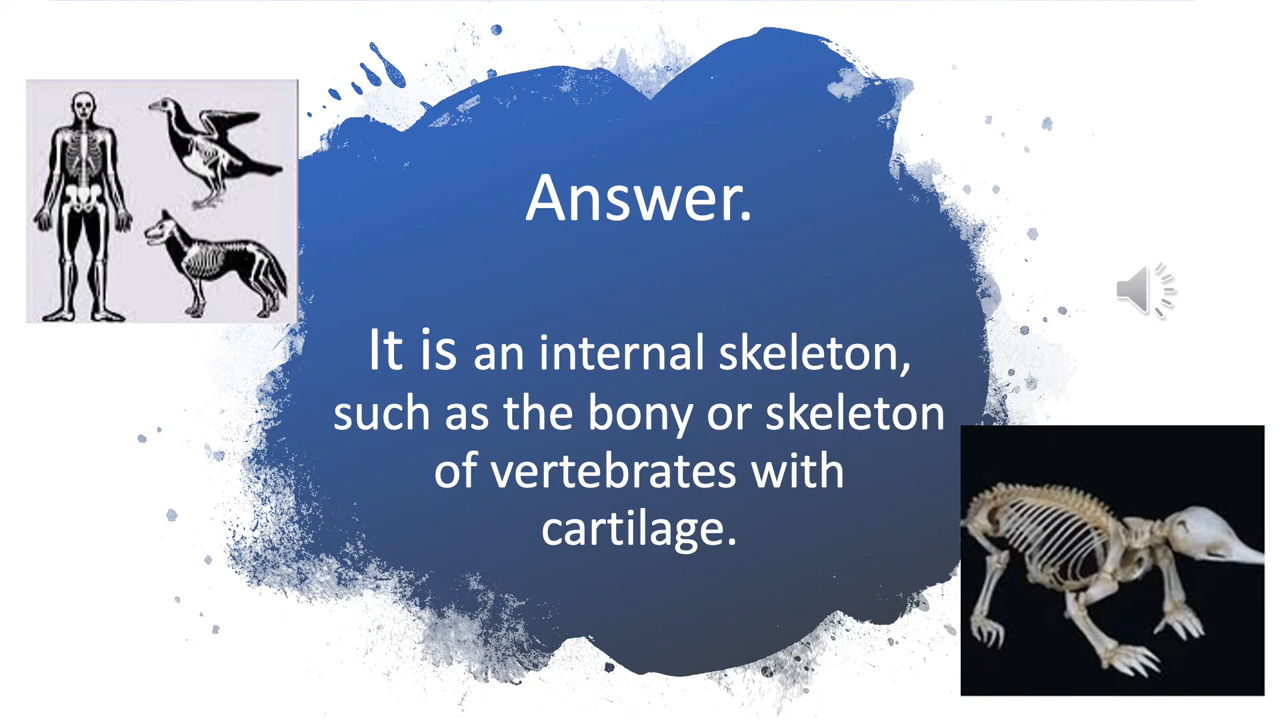 Answer.
It is an internal skeleton,
such as the bony or skeleton
of vertebrates with
cartilage.